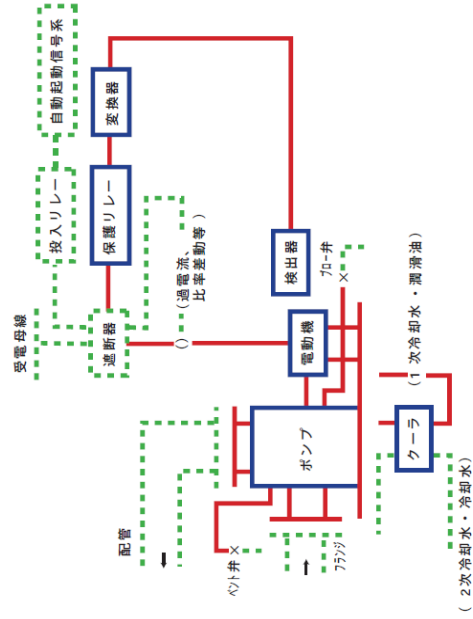 自動起動信号系
変換器
投入リレー
保護リレー
受電母線
遮断器
()
(過電流、
比率差動等)
検出器
ブロー弁
×
電動機
ポンプ
配管
ベント弁×
フランジ
クーラ
(1次冷却水・潤滑油)
(2次冷却水・冷却水)